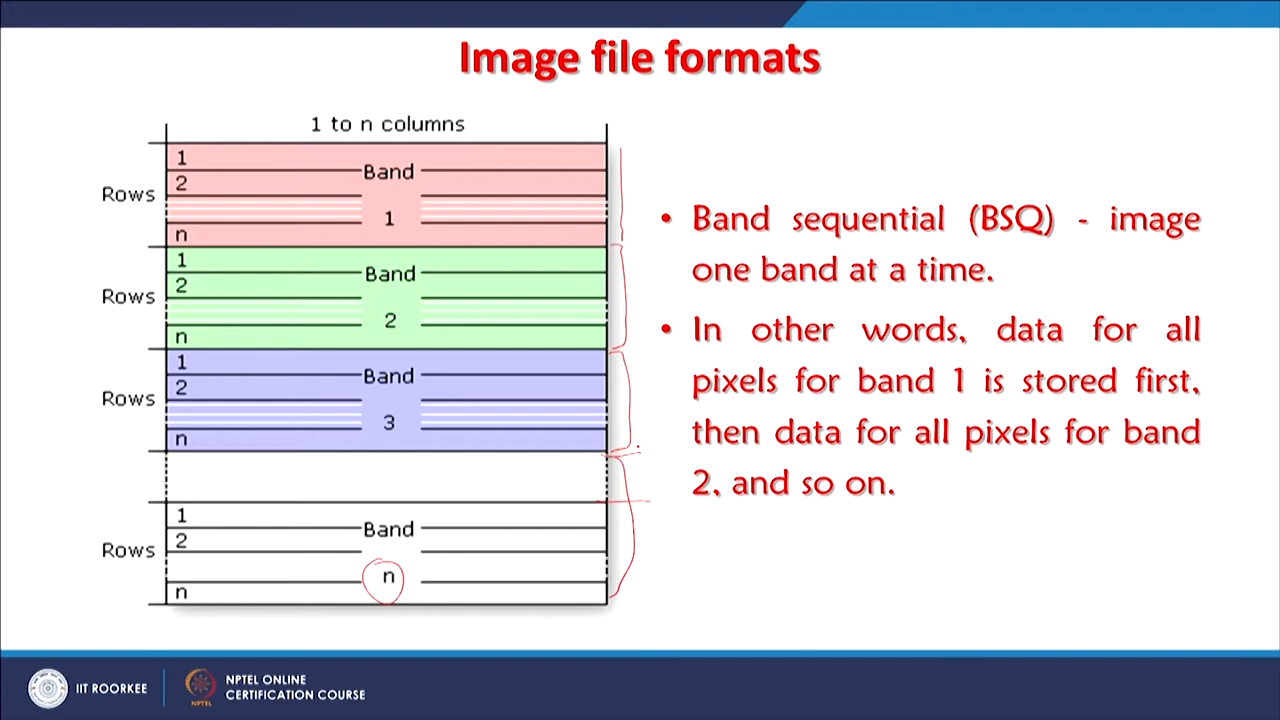 Image file formats
1 to n columns
1
Band
2
Rows
1
n
1
Band
2
Rows
2
n
1
Band
2
Rows
3
n
1
Band
2
Rows
n
n
• Band sequential (BSQ) - image
one band at a time.
• In other words, data for all
pixels for band 1 is stored first,
then data for all pixels for band
2, and so on.
IIT ROORKEE
NPTEL
NPTEL ONLINE
CERTIFICATION COURSE